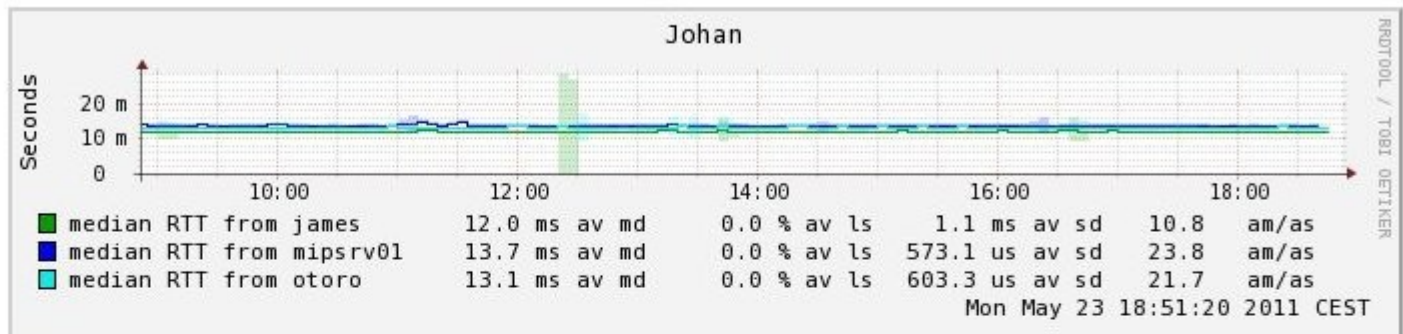 Johan
RRDTOOL / TOBI OETIKER
Seconds
20 m
10 m
0
10:00 12:00 14:00 16:00 18:00
median RTT from james 12.0 ms av md 0.0 % av ls 1.1 ms av sd 10.8 am/as
median RTT from mipsrv01 13.7 ms av md 0.0 % av ls 573.1 us av sd 23.8 am/as
median RTT from otoro 13.1 ms av md 0.0 % av ls 603.3 us av sd 21.7 am/as
Mon May 23 18:51:20 2011 CEST